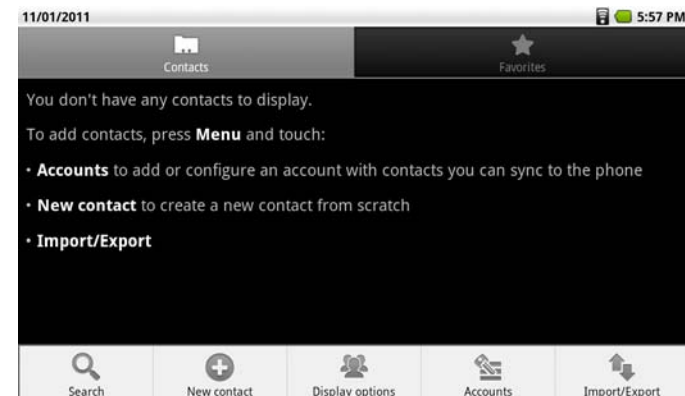 11/01/2011 5:57 PM
Contacts Favorites
You don't have any contacts to display.
To add contacts, press Menu and touch:
• Accounts to add or configure an account with contacts you can sync to the phone
• New contact to create a new contact from scratch
• Import/Export
Search New contact Display options Accounts Import/Export